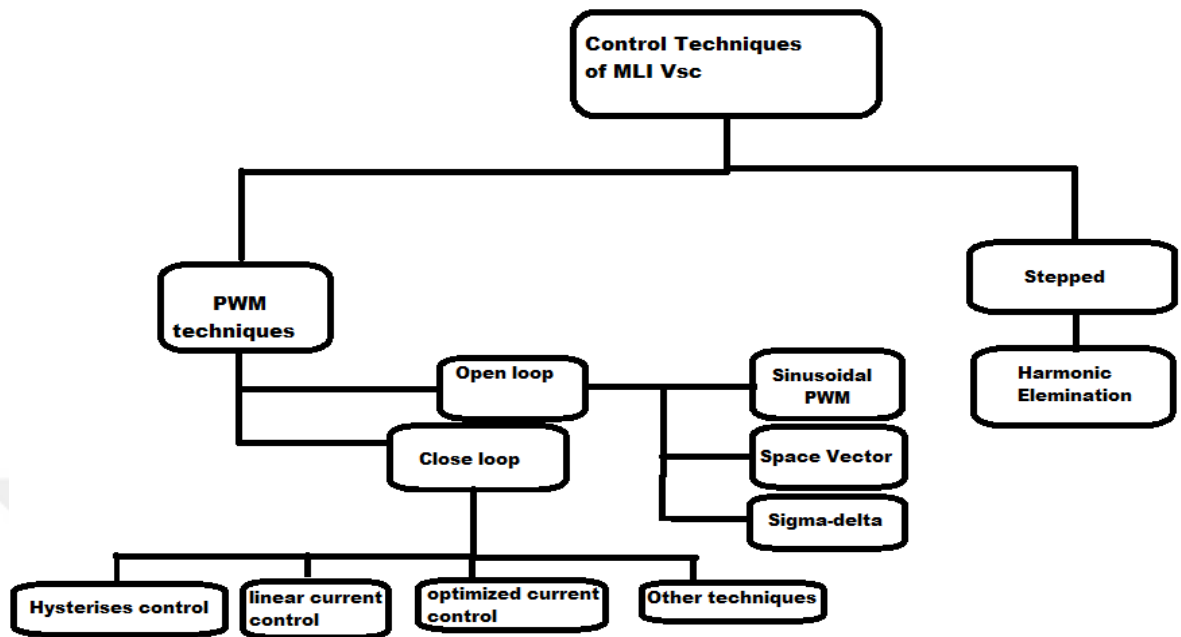 Control Techniques
of MLI Vsc
PWM
techniques
Stepped
Harmonic
Elemination
Open loop
Close loop
Sinusoidal
PWM
Space Vector
Sigma-delta
Hysterises control
linear current
control
optimized current
control
Other techniques